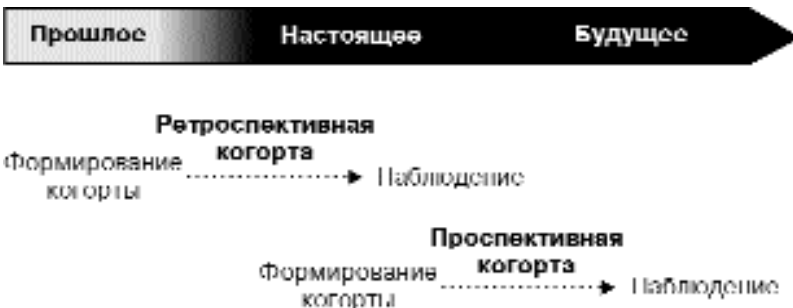 Прошлое Настоящее Будущее
Ретроспективная
когорта
Формирование
когорты
Наблюдение
Проспективная
когорта
Формирование
когорты
Наблюдение